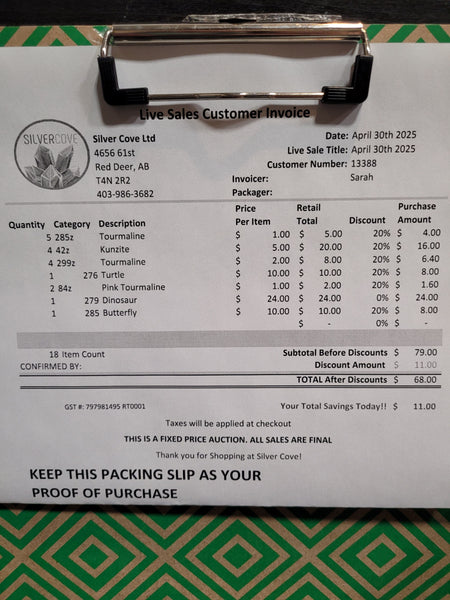 Live Sales Customer Invoice
SILVERCOVE
Silver Cove Ltd
4656 61st
Red Deer, AB
T4N 2R2
403-986-3682
Date: April 30th 2025
Live Sale Title: April 30th 2025
Customer Number: 13388
Invoicer: Sarah
Packager:
Quantity Category Description Price Per Item Retail Total Discount Purchase Amount
5 285z Tourmaline $ 1.00 $ 5.00 20% $ 4.00
4 42z Kunzite $ 5.00 $ 20.00 20% $ 16.00
4 299z Tourmaline $ 2.00 $ 8.00 20% $ 6.40
1 276 Turtle $ 10.00 $ 10.00 20% $ 8.00
2 84z Pink Tourmaline $ 1.00 $ 2.00 20% $ 1.60
1 279 Dinosaur $ 24.00 $ 24.00 0% $ 24.00
1 285 Butterfly $ 10.00 $ 10.00 20% $ 8.00
$ - 0% $ -
18 Item Count Subtotal Before Discounts $ 79.00
CONFIRMED BY: Discount Amount $ 11.00
TOTAL After Discounts $ 68.00
GST #: 797981495 RT0001 Your Total Savings Today!! $ 11.00
Taxes will be applied at checkout
THIS IS A FIXED PRICE AUCTION. ALL SALES ARE FINAL
Thank you for Shopping at Silver Cove!
KEEP THIS PACKING SLIP AS YOUR
PROOF OF PURCHASE